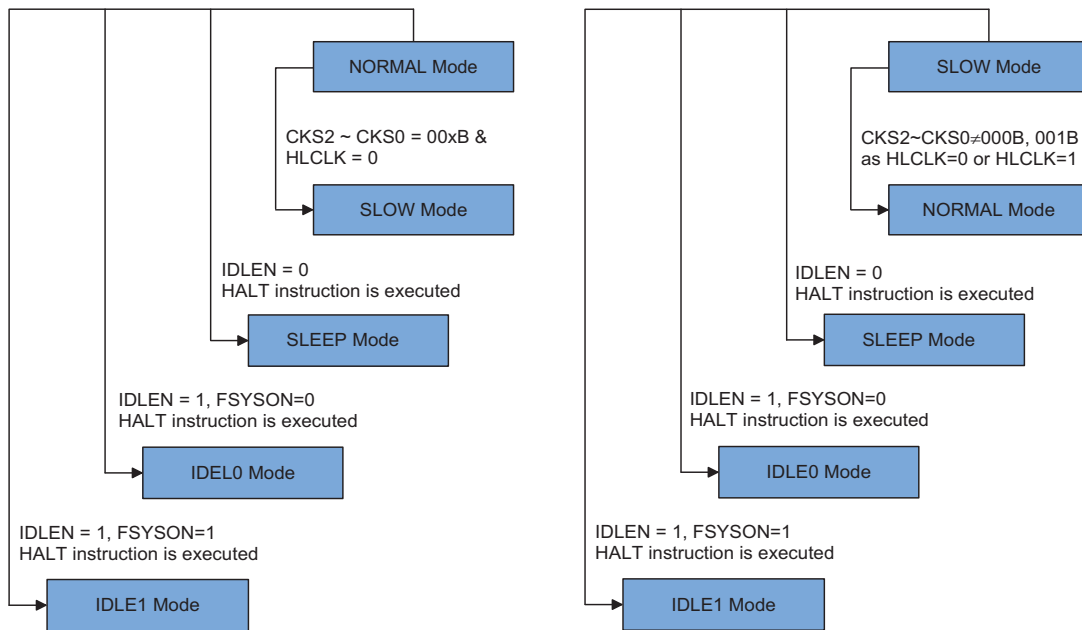 NORMAL Mode
CKS2 ~ CKS0 = 00xB &
HLCLK = 0
SLOW Mode
IDLEN = 0
HALT instruction is executed
SLEEP Mode
IDLEN = 1, FSYSON=0
HALT instruction is executed
IDEL0 Mode
IDLEN = 1, FSYSON=1
HALT instruction is executed
IDLE1 Mode
SLOW Mode
CKS2~CKS0≠000B, 001B
as HLCLK=0 or HLCLK=1
NORMAL Mode
IDLEN = 0
HALT instruction is executed
SLEEP Mode
IDLEN = 1, FSYSON=0
HALT instruction is executed
IDLE0 Mode
IDLEN = 1, FSYSON=1
HALT instruction is executed
IDLE1 Mode